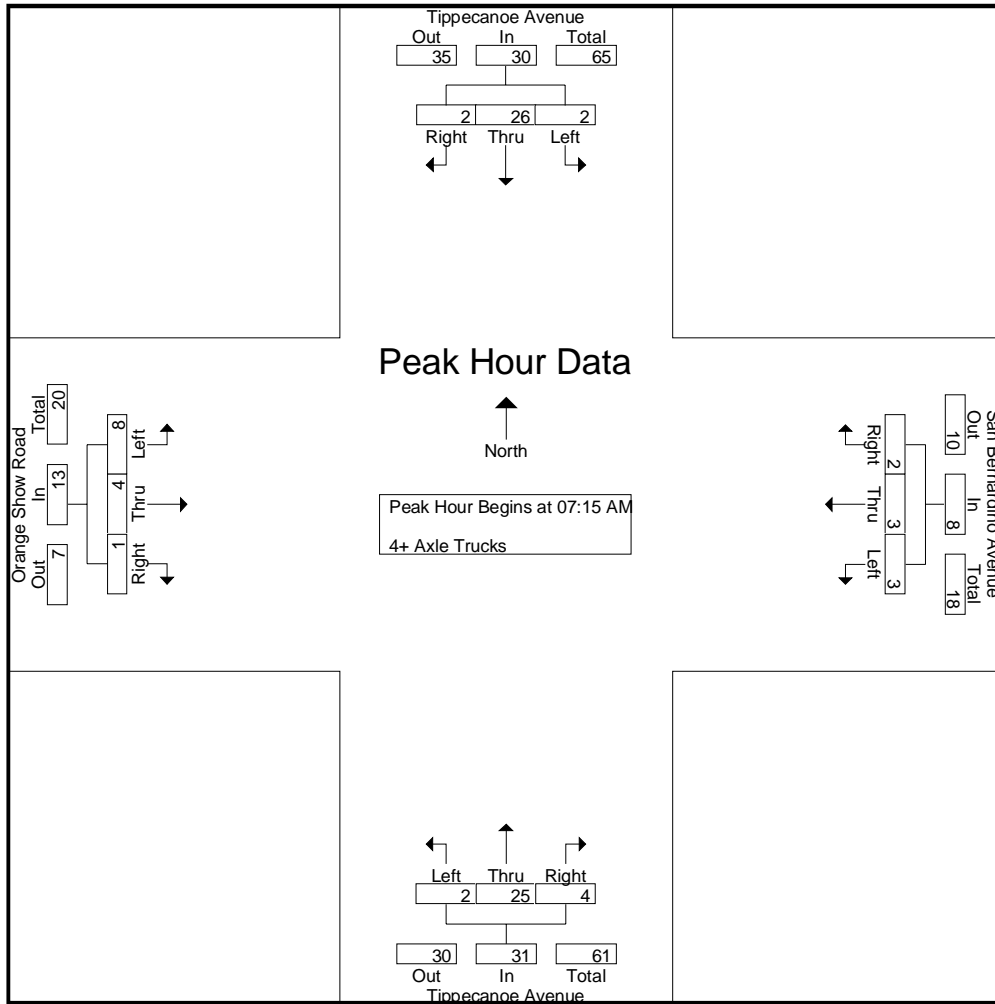 Tippecanoe Avenue
Out In Total
35 30 65
2 26 2
Right Thru Left
Peak Hour Data
North
Peak Hour Begins at 07:15 AM
4+ Axle Trucks
Orange Show Road
Total In Out
20 13 7
8 4 1
Left Thru Right
San Bernardino Avenue
Out In Total
10 8 18
2 3 3
Right Thru Left
Left Thru Right
2 25 4
30 31 61
Out In Total
Tippecanoe Avenue